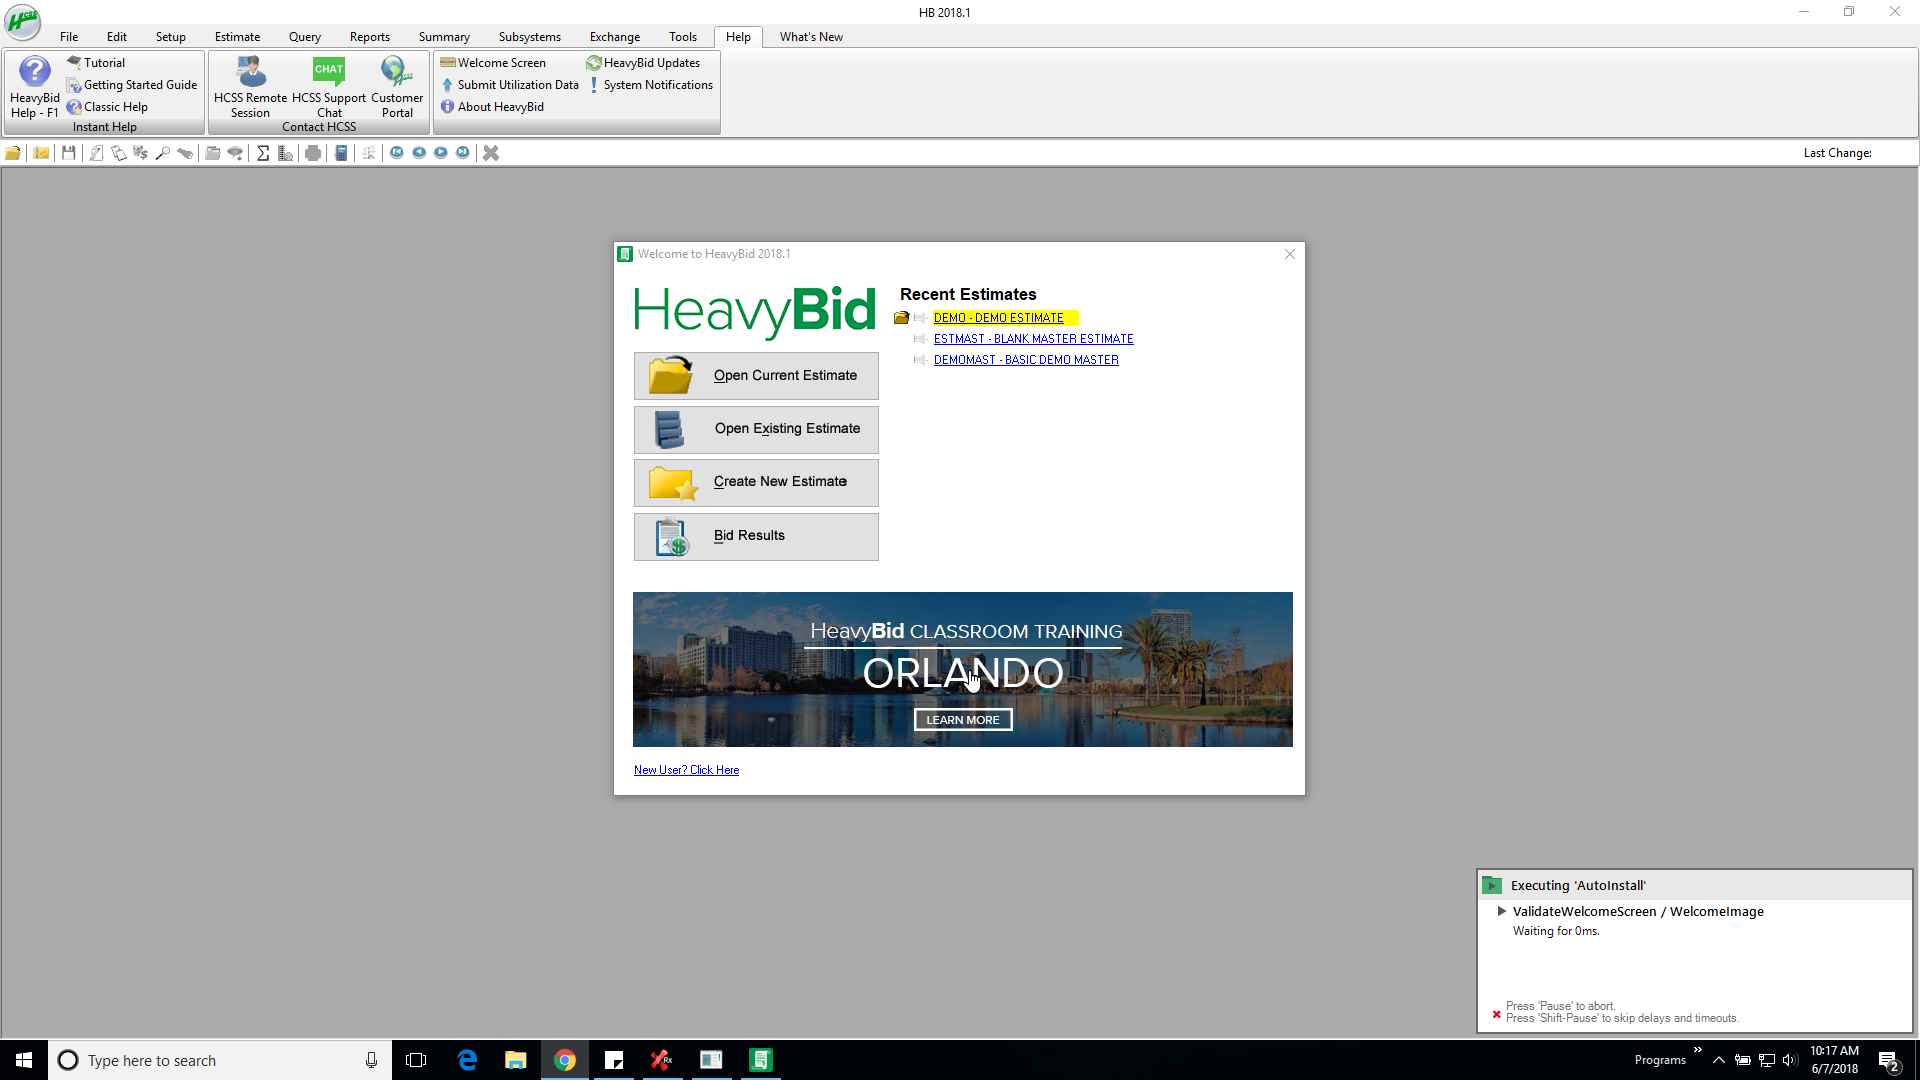 HB 2018.1
File Edit Setup Estimate Query Reports Summary Subsystems Exchange Tools Help What's New
HeavyBid
Help - F1
Tutorial
Getting Started Guide
Classic Help
Instant Help
HCSS Remote
Session
CHAT
HCSS Support
Chat
Customer
Portal
Contact HCSS
Welcome Screen
Submit Utilization Data
About HeavyBid
HeavyBid Updates
System Notifications
Last Change:
Welcome to HeavyBid 2018.1
HeavyBid
Open Current Estimate
Open Existing Estimate
Create New Estimate
Bid Results
Recent Estimates
DEMO - DEMO ESTIMATE
ESTMAST - BLANK MASTER ESTIMATE
DEMOMAST - BASIC DEMO MASTER
HeavyBid CLASSROOM TRAINING
ORLANDO
LEARN MORE
New User? Click Here
Executing 'AutoInstall'
ValidateWelcomeScreen / WelcomeImage
Waiting for 0ms.
Press 'Pause' to abort.
Press 'Shift-Pause' to skip delays and timeouts.
Type here to search
Programs
10:17 AM
6/7/2018
2